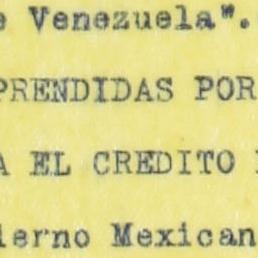 e Venezuela".
PRENDIDAS POR
A EL CREDITO
ierno Mexican